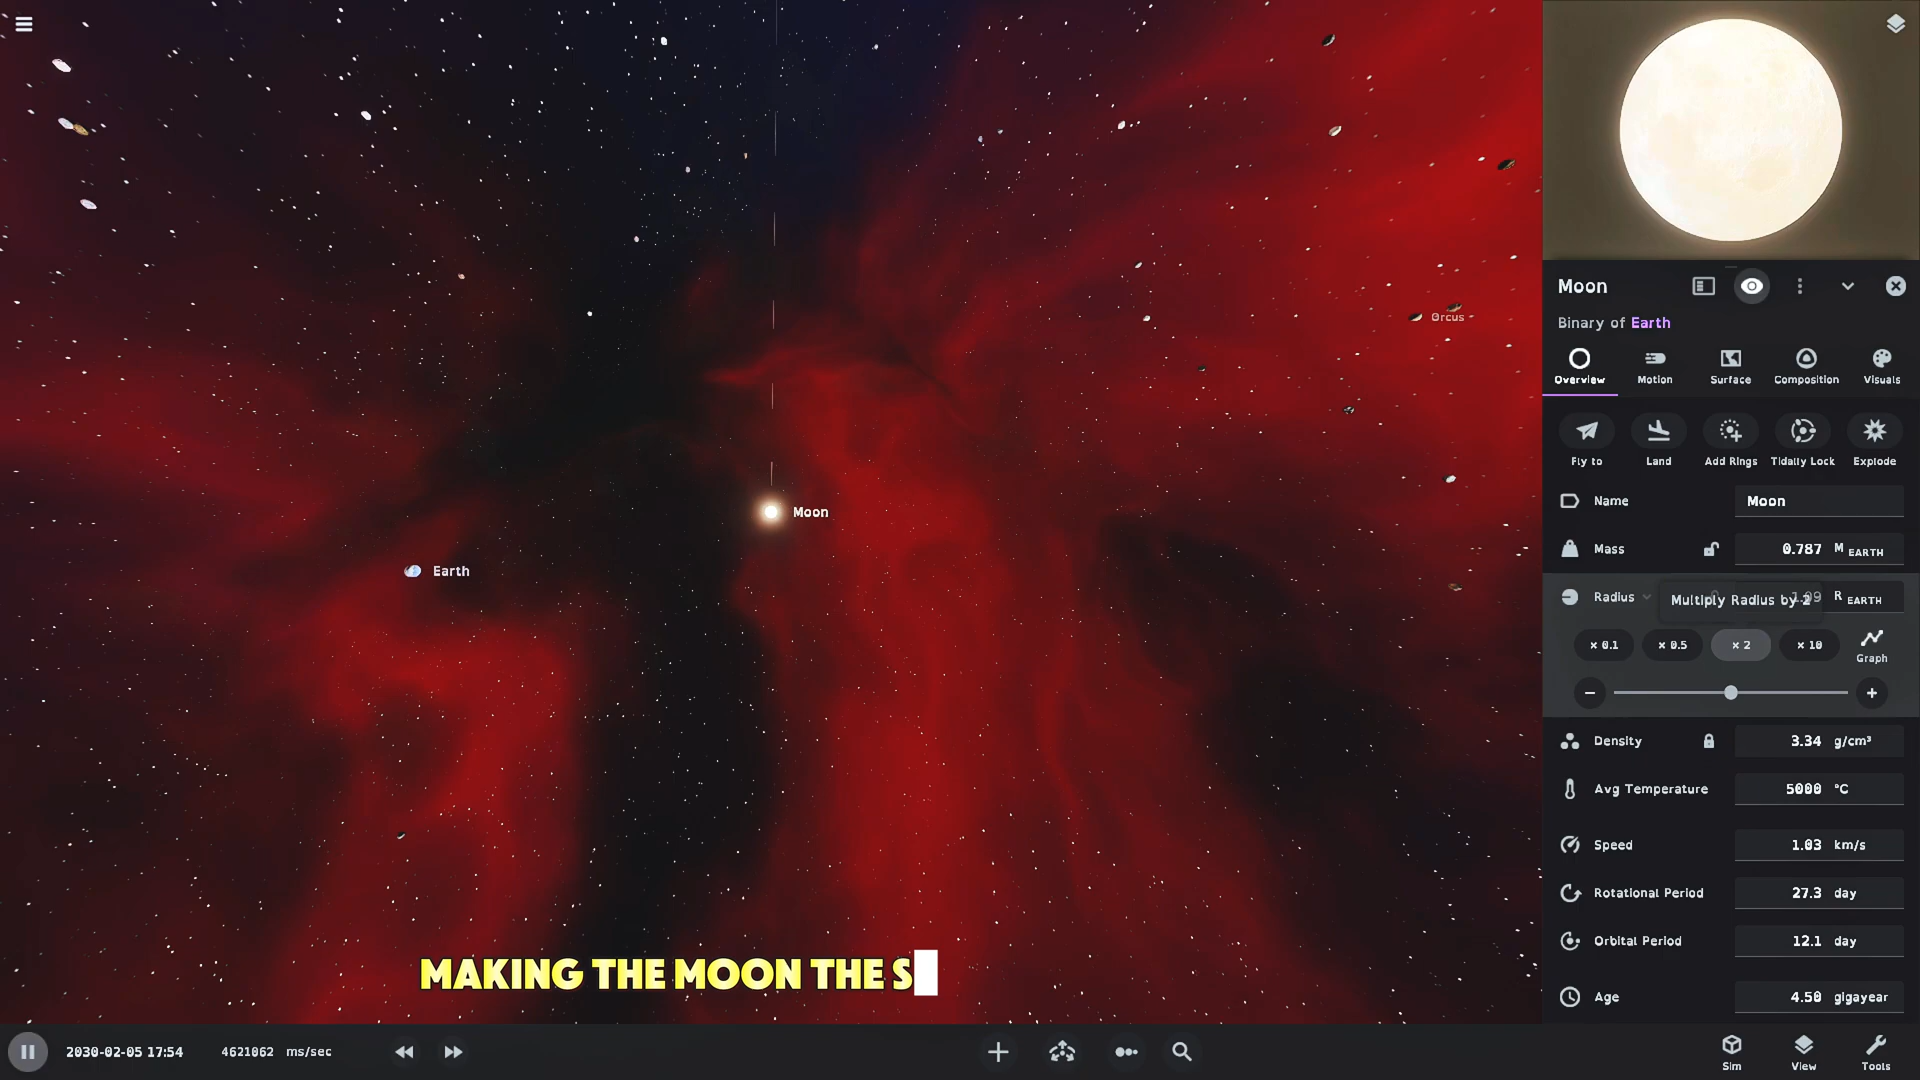 Moon
Binary of Earth
Overview
Motion
Surface
Composition
Visuals
Fly to
Land
Add Rings
Tidally Lock
Explode
Name
Moon
Mass
0.787 M EARTH
Radius
Multiply Radius by 2
1.09 R EARTH
× 0.1
× 0.5
× 2
× 10
Graph
Density
3.34 g/cm³
Avg Temperature
5000 °C
Speed
1.03 km/s
Rotational Period
27.3 day
Orbital Period
12.1 day
Age
4.50 gigayear
Orcus
Moon
Earth
MAKING THE MOON THE S
2030-02-05 17:54
4621062 ms/sec
Sim
View
Tools